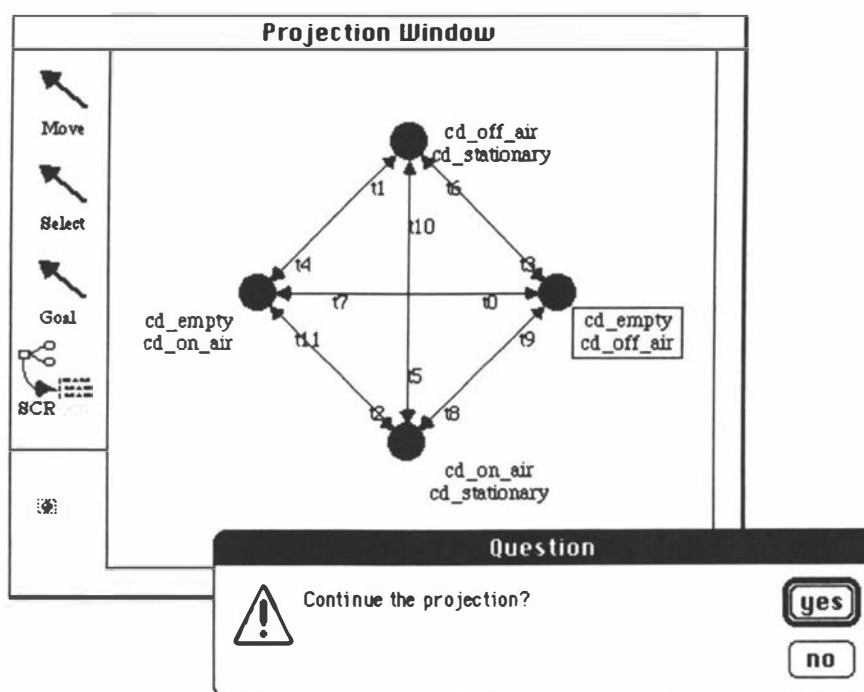 Projection Window
Move
Select
Goal
SCR
cd_off_air
cd_stationary
t1
t6
t10
t4
t3
t7
t0
cd_empty
cd_on_air
cd_empty
cd_off_air
t11
t9
t5
t2
t8
cd_on_air
cd_stationary
Question
Continue the projection?
yes
no